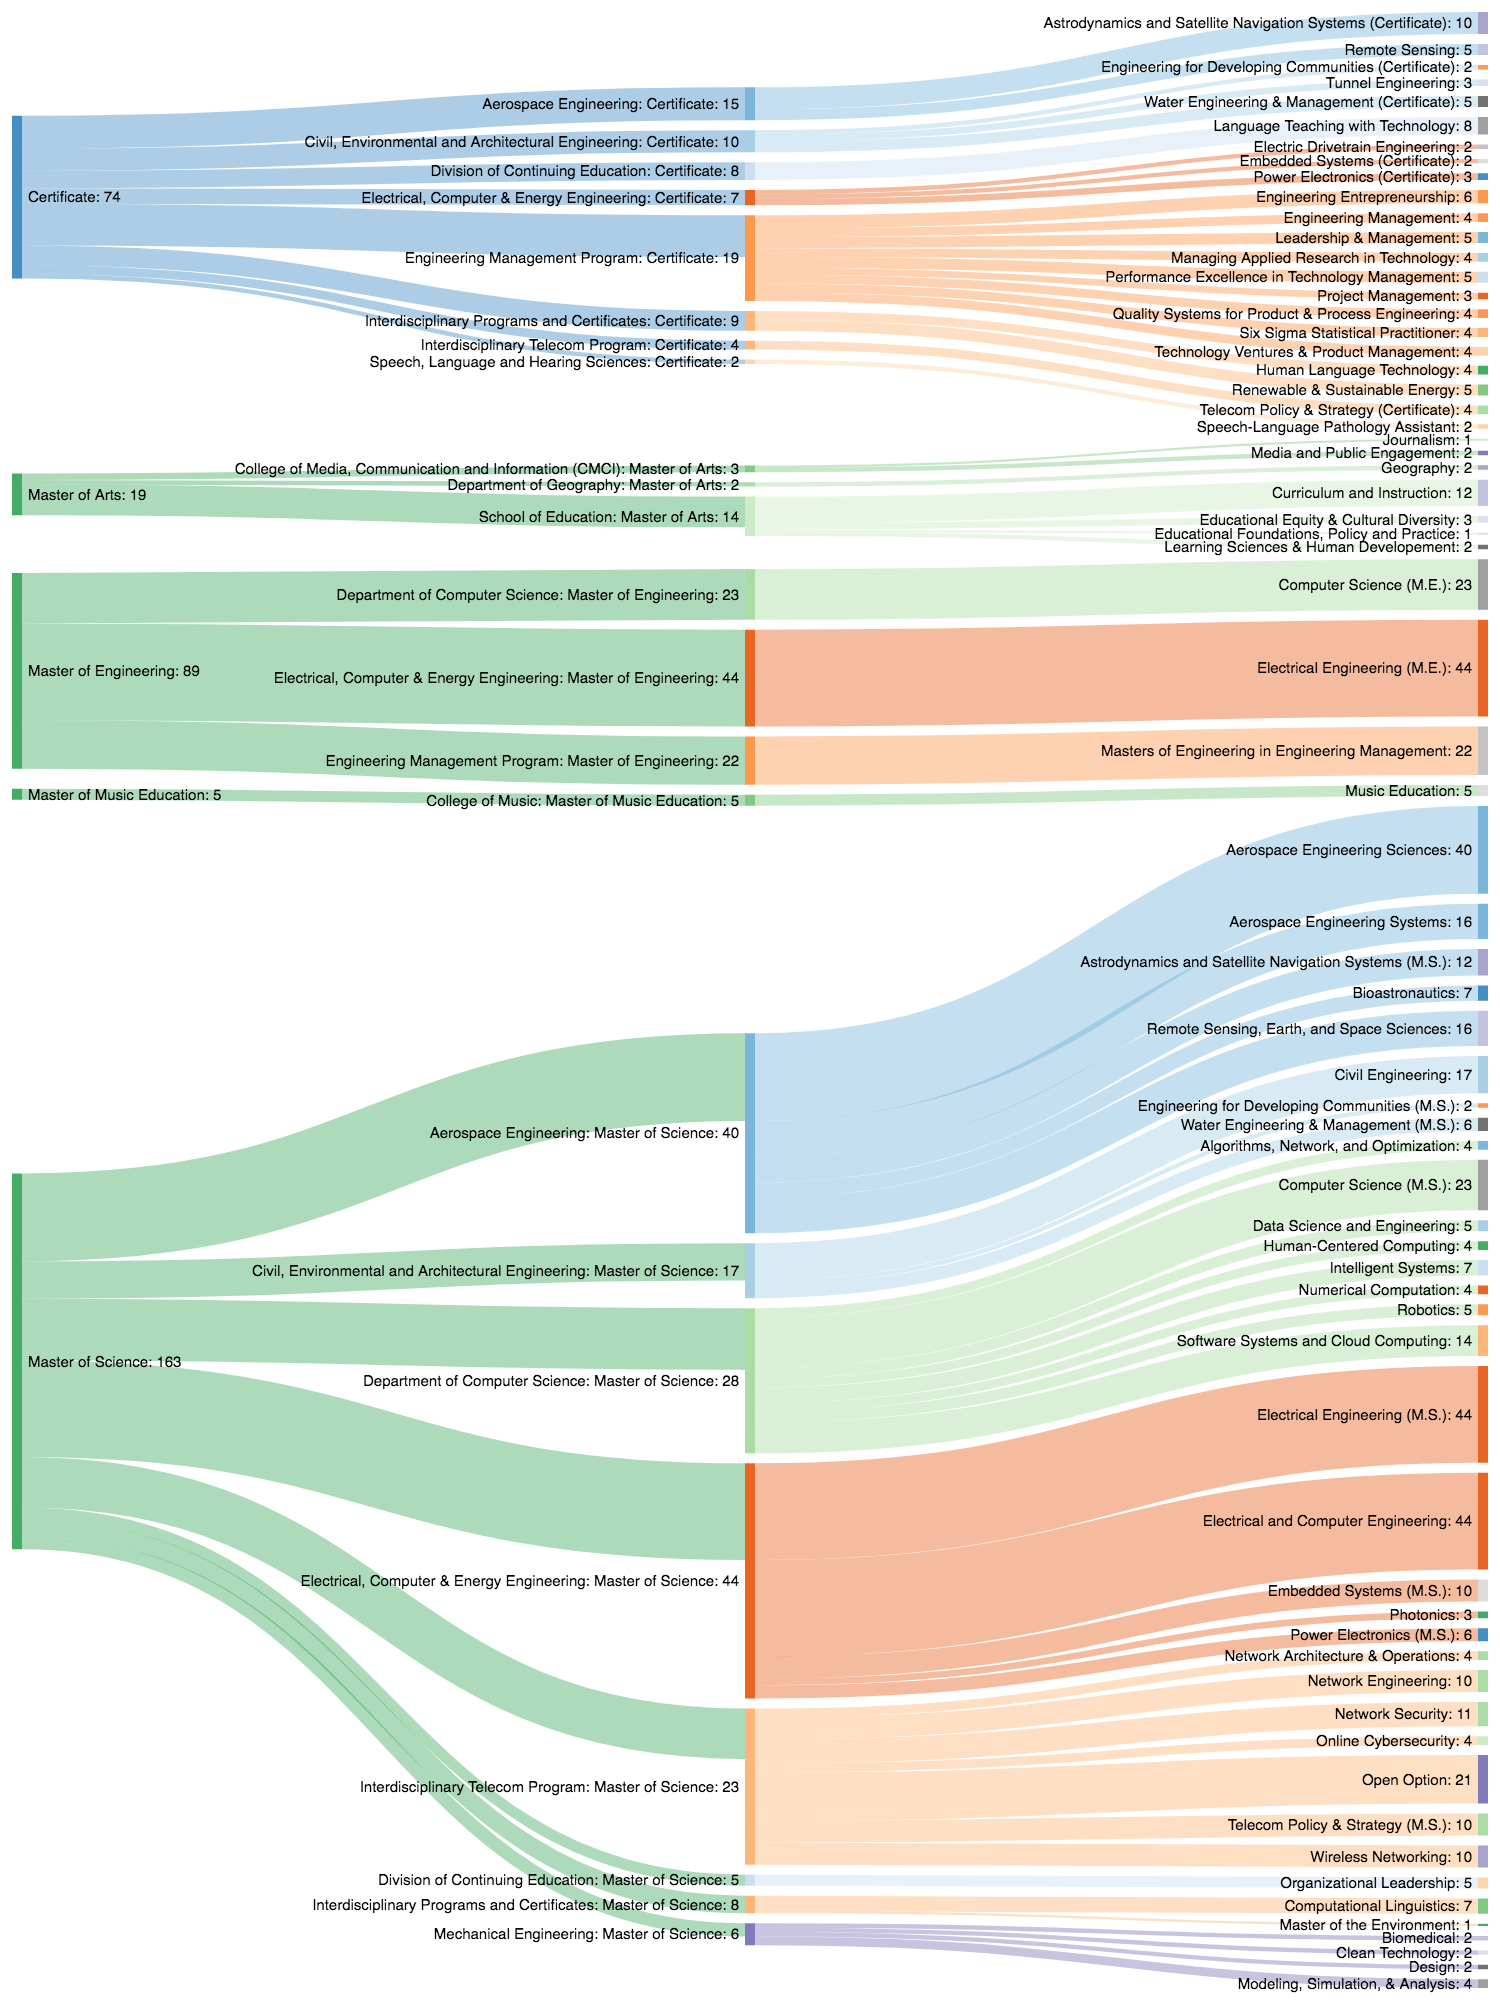 Certificate: 74
Master of Arts: 19
Master of Engineering: 89
Master of Music Education: 5
Master of Science: 163
Aerospace Engineering: Certificate: 15
Civil, Environmental and Architectural Engineering: Certificate: 10
Division of Continuing Education: Certificate: 8
Electrical, Computer & Energy Engineering: Certificate: 7
Engineering Management Program: Certificate: 19
Interdisciplinary Programs and Certificates: Certificate: 9
Interdisciplinary Telecom Program: Certificate: 4
Speech, Language and Hearing Sciences: Certificate: 2
College of Media, Communication and Information (CMCI): Master of Arts: 3
Department of Geography: Master of Arts: 2
School of Education: Master of Arts: 14
Department of Computer Science: Master of Engineering: 23
Electrical, Computer & Energy Engineering: Master of Engineering: 44
Engineering Management Program: Master of Engineering: 22
College of Music: Master of Music Education: 5
Aerospace Engineering: Master of Science: 40
Civil, Environmental and Architectural Engineering: Master of Science: 17
Department of Computer Science: Master of Science: 28
Electrical, Computer & Energy Engineering: Master of Science: 44
Interdisciplinary Telecom Program: Master of Science: 23
Division of Continuing Education: Master of Science: 5
Interdisciplinary Programs and Certificates: Master of Science: 8
Mechanical Engineering: Master of Science: 6
Astrodynamics and Satellite Navigation Systems (Certificate): 10
Remote Sensing: 5
Engineering for Developing Communities (Certificate): 2
Tunnel Engineering: 3
Water Engineering & Management (Certificate): 5
Language Teaching with Technology: 8
Electric Drivetrain Engineering: 2
Embedded Systems (Certificate): 2
Power Electronics (Certificate): 3
Engineering Entrepreneurship: 6
Engineering Management: 4
Leadership & Management: 5
Managing Applied Research in Technology: 4
Performance Excellence in Technology Management: 5
Project Management: 3
Quality Systems for Product & Process Engineering: 4
Six Sigma Statistical Practitioner: 4
Technology Ventures & Product Management: 4
Human Language Technology: 4
Renewable & Sustainable Energy: 5
Telecom Policy & Strategy (Certificate): 4
Speech-Language Pathology Assistant: 2
Journalism: 1
Media and Public Engagement: 2
Geography: 2
Curriculum and Instruction: 12
Educational Equity & Cultural Diversity: 3
Educational Foundations, Policy and Practice: 1
Learning Sciences & Human Developement: 2
Computer Science (M.E.): 23
Electrical Engineering (M.E.): 44
Masters of Engineering in Engineering Management: 22
Music Education: 5
Aerospace Engineering Sciences: 40
Aerospace Engineering Systems: 16
Astrodynamics and Satellite Navigation Systems (M.S.): 12
Bioastronautics: 7
Remote Sensing, Earth, and Space Sciences: 16
Civil Engineering: 17
Engineering for Developing Communities (M.S.): 2
Water Engineering & Management (M.S.): 6
Algorithms, Network, and Optimization: 4
Computer Science (M.S.): 23
Data Science and Engineering: 5
Human-Centered Computing: 4
Intelligent Systems: 7
Numerical Computation: 4
Robotics: 5
Software Systems and Cloud Computing: 14
Electrical Engineering (M.S.): 44
Electrical and Computer Engineering: 44
Embedded Systems (M.S.): 10
Photonics: 3
Power Electronics (M.S.): 6
Network Architecture & Operations: 4
Network Engineering: 10
Network Security: 11
Online Cybersecurity: 4
Open Option: 21
Telecom Policy & Strategy (M.S.): 10
Wireless Networking: 10
Organizational Leadership: 5
Computational Linguistics: 7
Master of the Environment: 1
Biomedical: 2
Clean Technology: 2
Design: 2
Modeling, Simulation, & Analysis: 4